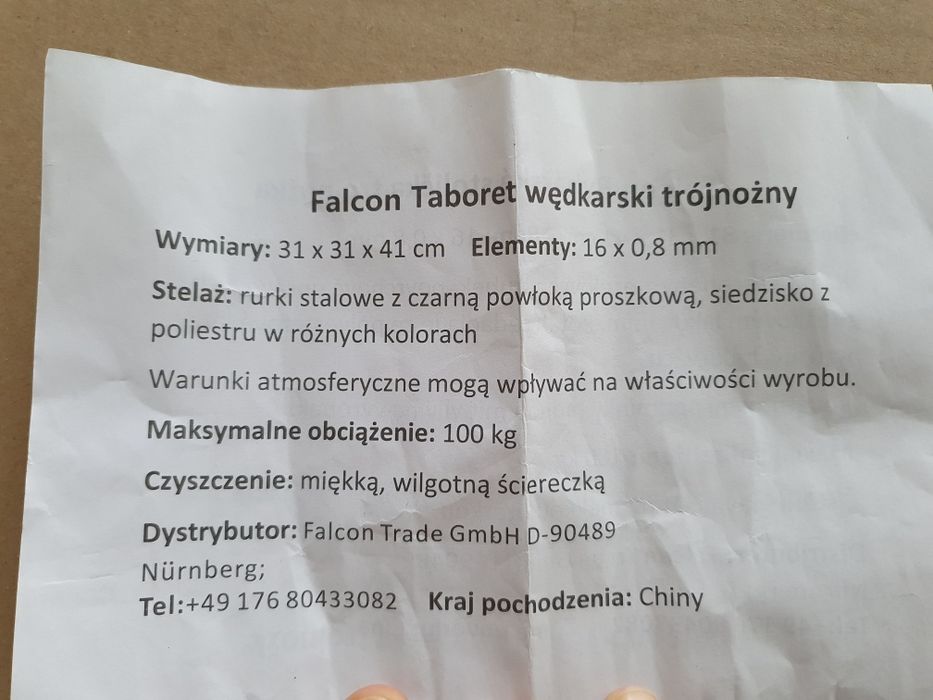 Falcon Taboret wędkarski trójnożny
Wymiary: 31 x 31 x 41 cm Elementy: 16 x 0,8 mm
Stelaż: rurki stalowe z czarną powłoką proszkową, siedzisko z
poliestru w różnych kolorach
Warunki atmosferyczne mogą wpływać na właściwości wyrobu.
Maksymalne obciążenie: 100 kg
Czyszczenie: miękką, wilgotną ściereczką
Dystrybutor: Falcon Trade GmbH D-90489
Nürnberg;
Tel:+49 176 80433082 Kraj pochodzenia: Chiny